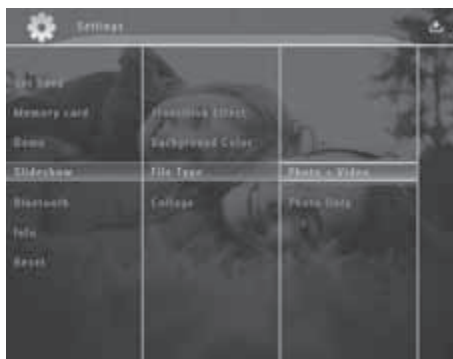 Settings
Memory card
Demo
Slideshow
Bluetooth
Info
Reset
Transition Effect
Background Color
File Type
Collage
Photo + Video
Photo Only